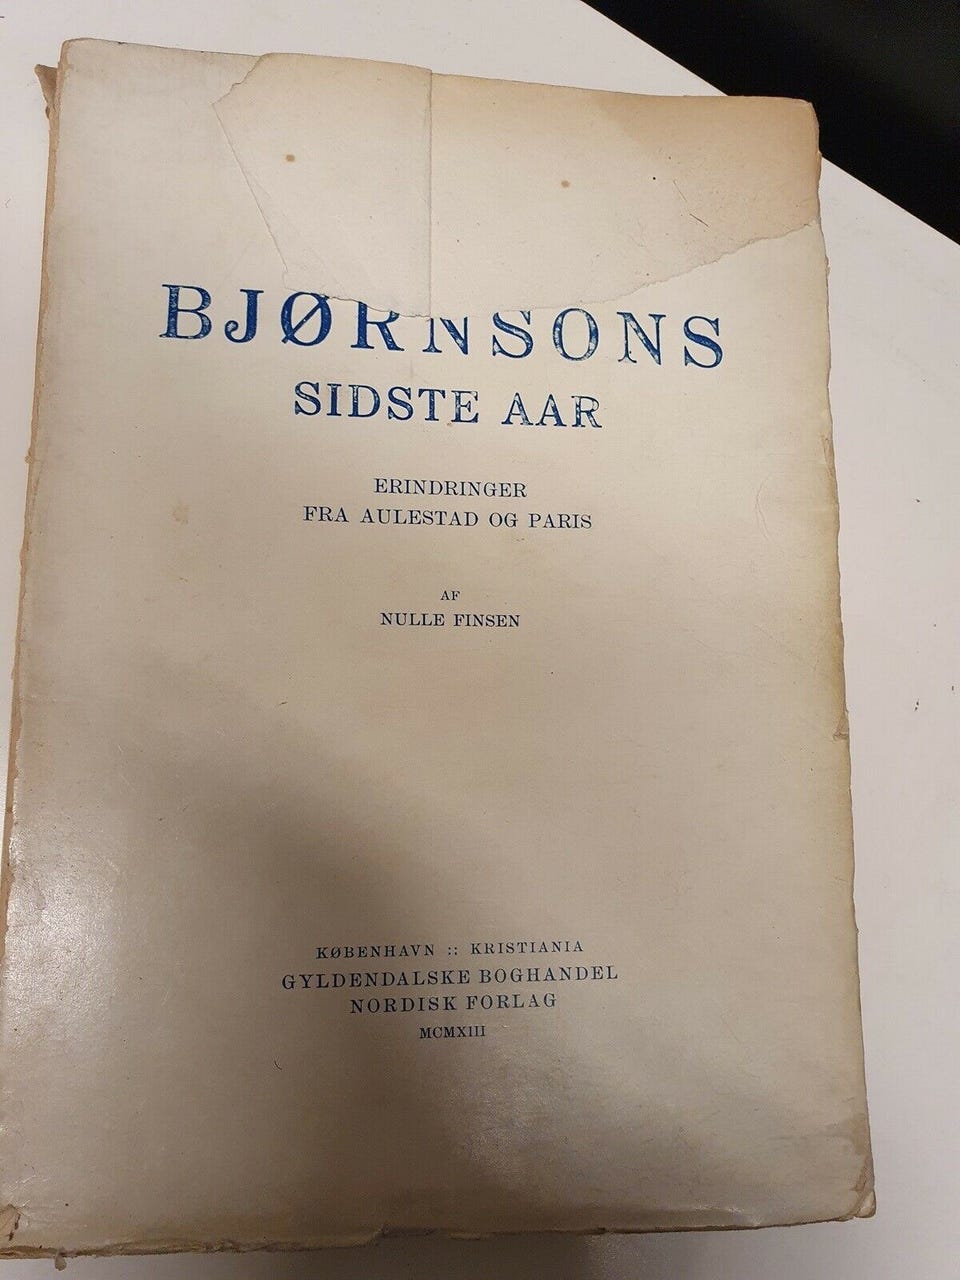 BJØRNSONS
SIDSTE AAR
ERINDRINGER
FRA AULESTAD OG PARIS
AF
NULLE FINSEN
KØBENHAVN :: KRISTIANIA
GYLDENDALSKE BOGHANDEL
NORDISK FORLAG
MCMXIII